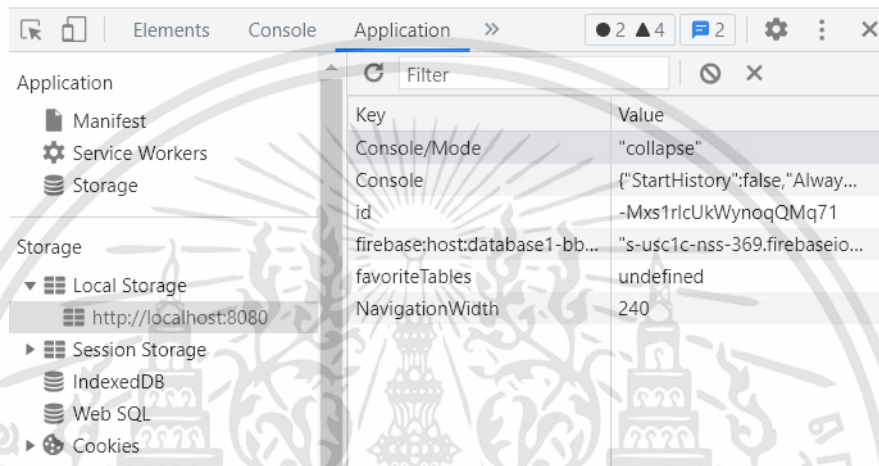 Elements Console Application » 2 4 2
Application
Manifest
Service Workers
Storage
Storage
Local Storage
http://localhost:8080
Session Storage
IndexedDB
Web SQL
Cookies
Filter
Key Value
Console/Mode "collapse"
Console {"StartHistory":false,"Alway...
id -Mxs1rlcUkWynoqQMq71
firebase:host:database1-bb... "s-usc1c-nss-369.firebaseio...
favoriteTables undefined
NavigationWidth 240